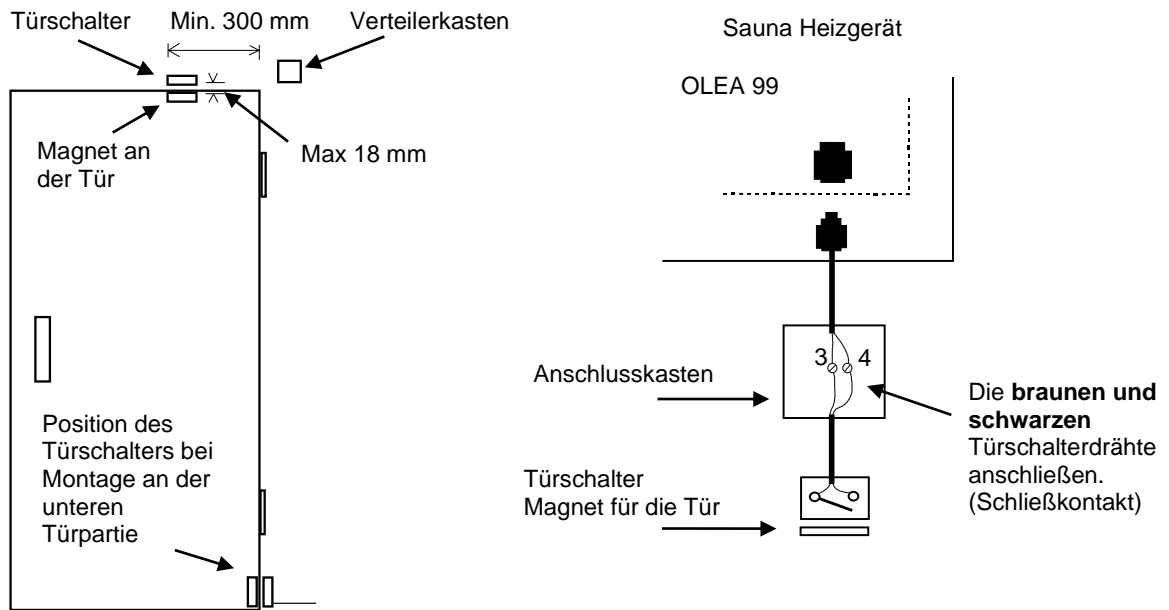 Türschalter
Min. 300 mm
Verteilerkasten
Magnet an
der Tür
Max 18 mm
Position des
Türschalters bei
Montage an der
unteren
Türpartie
Sauna Heizgerät
OLEA 99
3 4
Anschlusskasten
Die braunen und
schwarzen
Türschalterdrähte
anschließen.
(Schließkontakt)
Türschalter
Magnet für die Tür